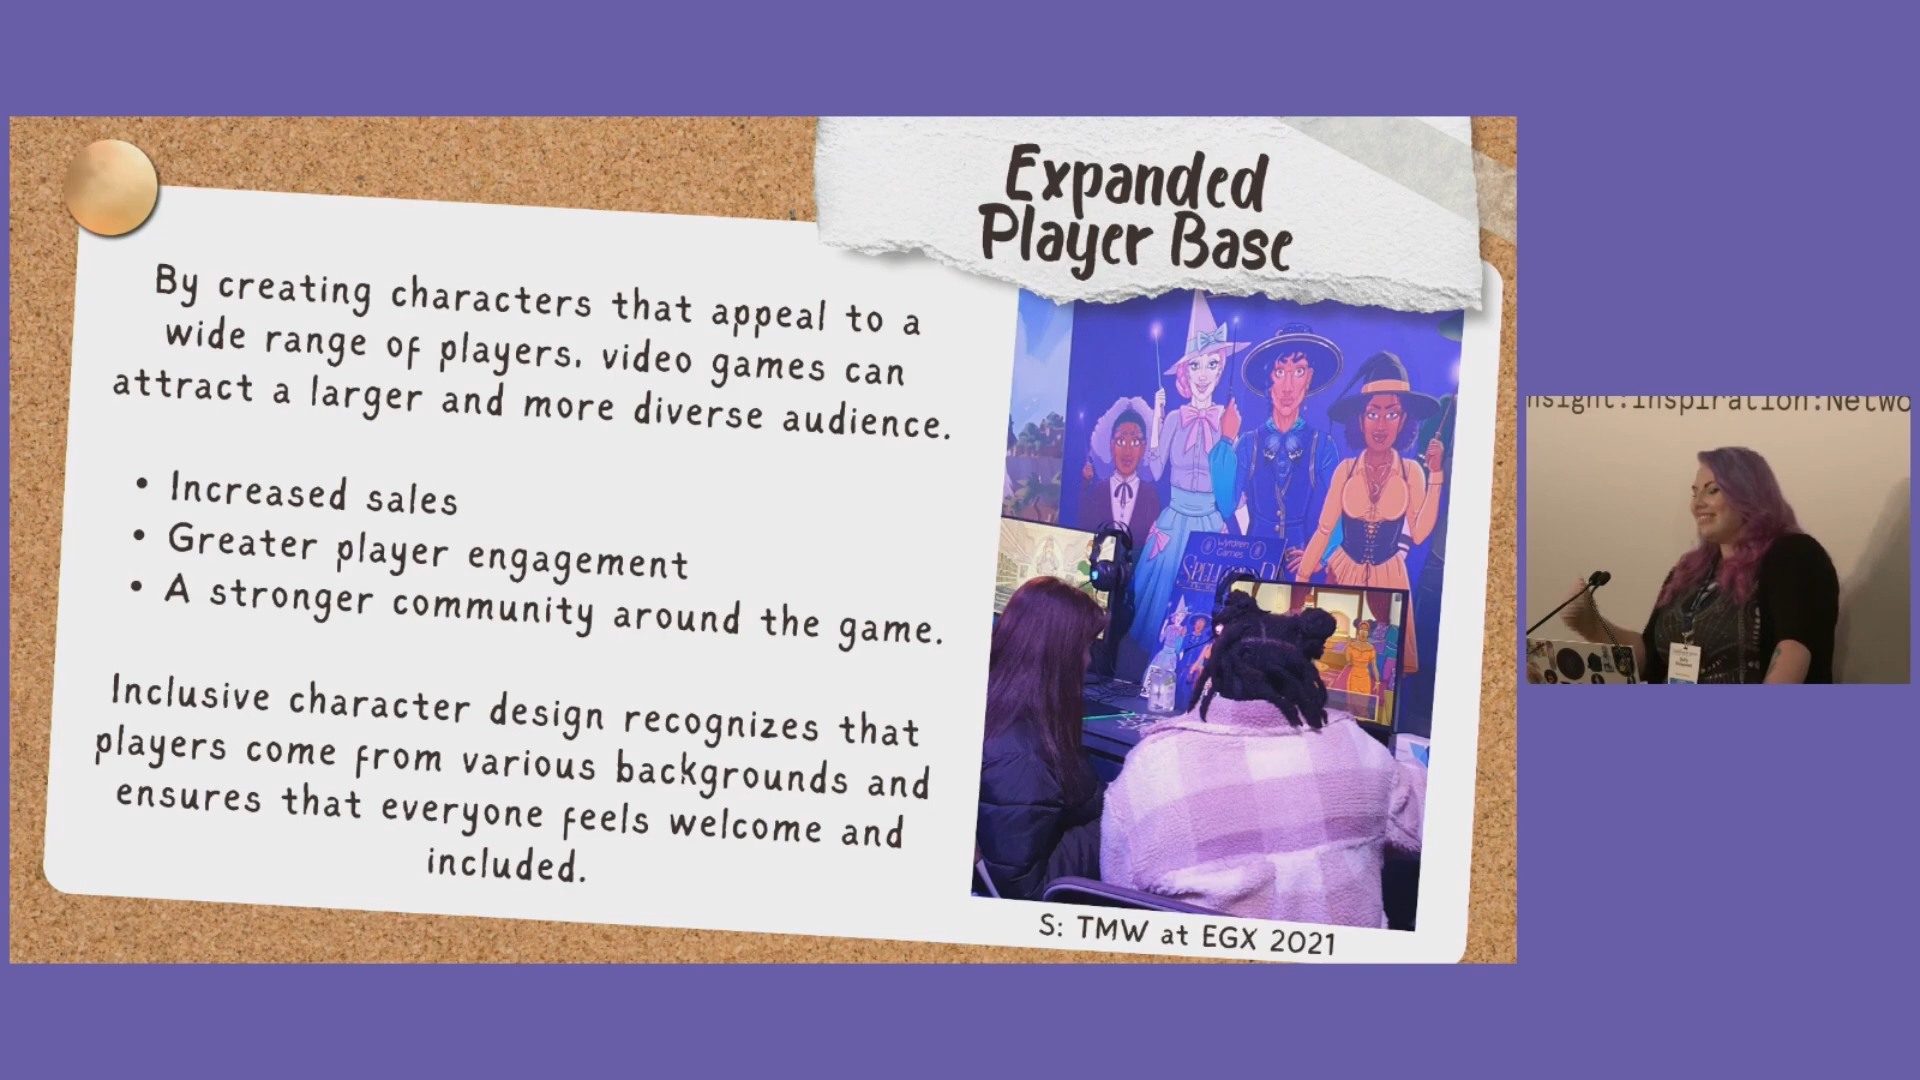 Expanded
Player Base
By creating characters that appeal to a
wide range of players, video games can
attract a larger and more diverse audience.
• Increased sales
• Greater player engagement
• A stronger community around the game.
Inclusive character design recognizes that
players come from various backgrounds and
ensures that everyone feels welcome and
included.
Wyrdren
Games
S: TMW at EGX 2021
nsight:Inspiration:Netwo